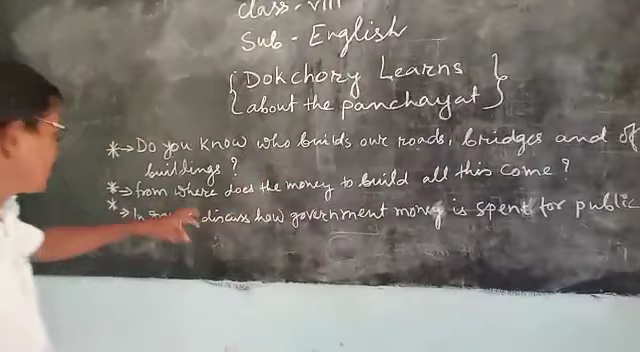 class - VIII
Sub - English
Dokchory Learns
about the panchayat
* → Do you know who builds our roads, bridges and of
buildings ?
* → from where does the money to build all this come ?
* → In discuss how government money is spent for public